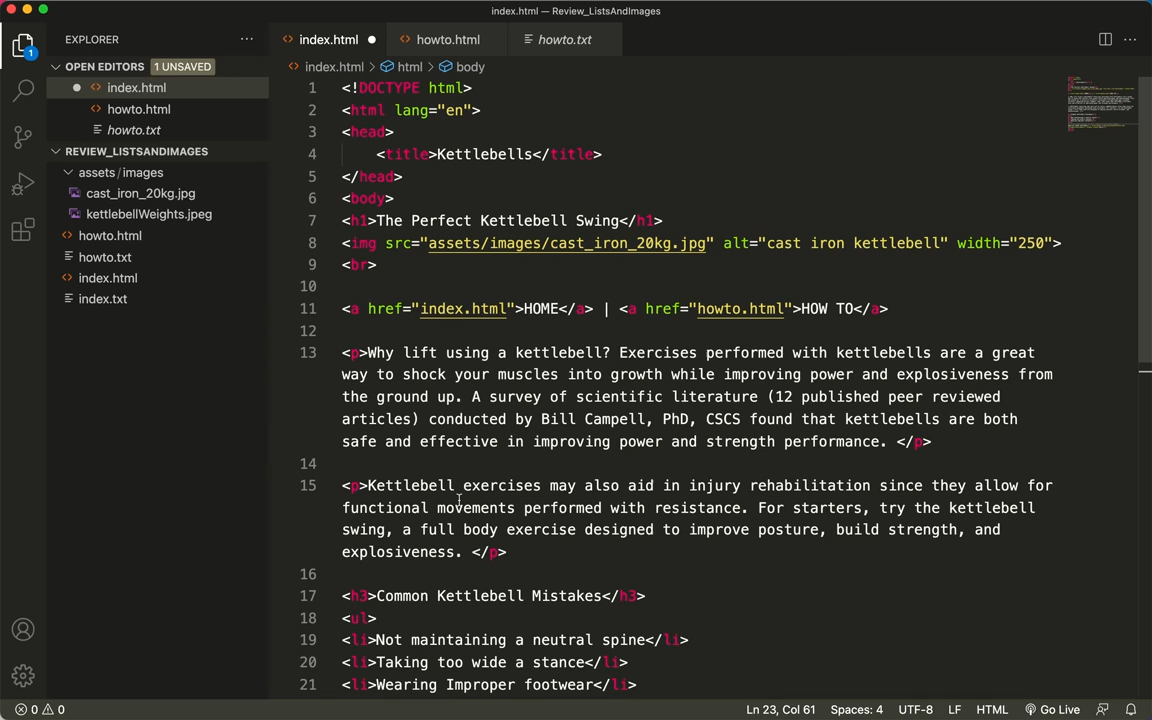 index.html — Review_ListsAndImages
EXPLORER
index.html
howto.html
howto.txt
OPEN EDITORS 1 UNSAVED
index.html > html > body
index.html
howto.html
howto.txt
REVIEW_LISTSANDIMAGES
assets/images
cast_iron_20kg.jpg
kettlebellWeights.jpeg
howto.html
howto.txt
index.html
index.txt
1 <!DOCTYPE html>
2 <html lang="en">
3 <head>
4 <title>Kettlebells</title>
5 </head>
6 <body>
7 <h1>The Perfect Kettlebell Swing</h1>
8 <img src="assets/images/cast_iron_20kg.jpg" alt="cast iron kettlebell" width="250">
9 <br>
10
11 <a href="index.html">HOME</a> | <a href="howto.html">HOW TO</a>
12
13 <p>Why lift using a kettlebell? Exercises performed with kettlebells are a great
way to shock your muscles into growth while improving power and explosiveness from
the ground up. A survey of scientific literature (12 published peer reviewed
articles) conducted by Bill Campell, PhD, CSCS found that kettlebells are both
safe and effective in improving power and strength performance. </p>
14
15 <p>Kettlebell exercises may also aid in injury rehabilitation since they allow for
functional movements performed with resistance. For starters, try the kettlebell
swing, a full body exercise designed to improve posture, build strength, and
explosiveness. </p>
16
17 <h3>Common Kettlebell Mistakes</h3>
18 <ul>
19 <li>Not maintaining a neutral spine</li>
20 <li>Taking too wide a stance</li>
21 <li>Wearing Improper footwear</li>
1
0 0
Ln 23, Col 61
Spaces: 4
UTF-8
LF
HTML
Go Live